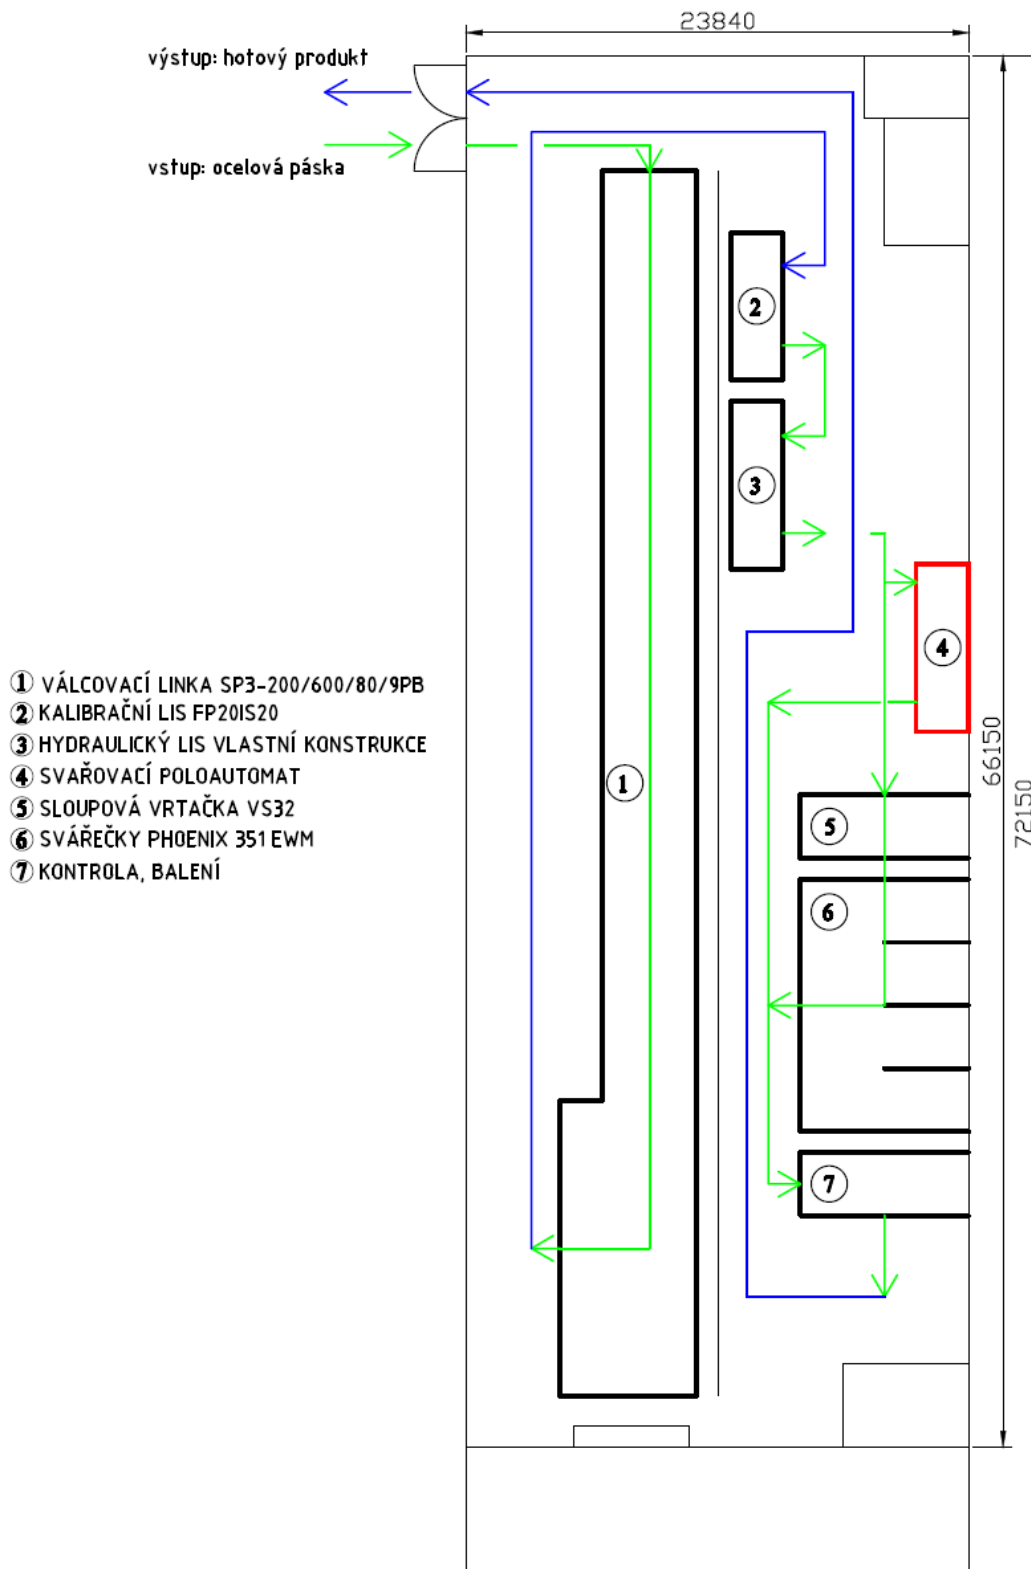 23840
výstup: hotový produkt
vstup: ocelová páska
2
3
4
① VÁLCOVACÍ LINKA SP3-200/600/80/9PB
② KALIBRAČNÍ LIS FP20IS20
③ HYDRAULICKÝ LIS VLASTNÍ KONSTRUKCE
④ SVAŘOVACÍ POLOAUTOMAT
⑤ SLOUPOVÁ VRTAČKA VS32
⑥ SVÁŘEČKY PHOENIX 351 EWM
⑦ KONTROLA, BALENÍ
1
66150
72150
5
6
7